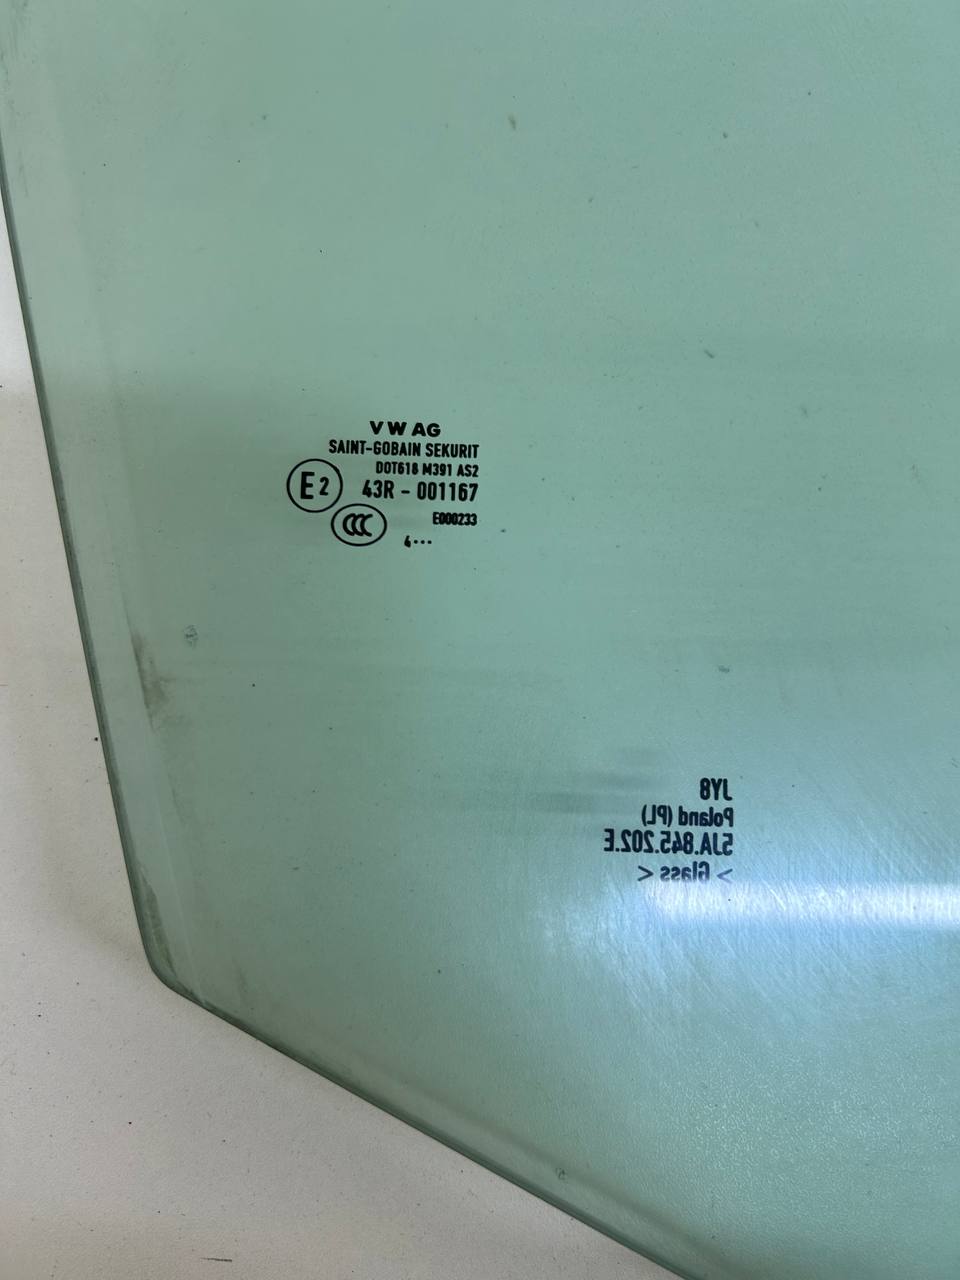 VW AG
SAINT-GOBAIN SEKURIT
DOT618 M391 AS2
E2 43R - 001167
CCC E000233
4...
JY8
Poland (PL)
5JA.845.202.E
> Glass <